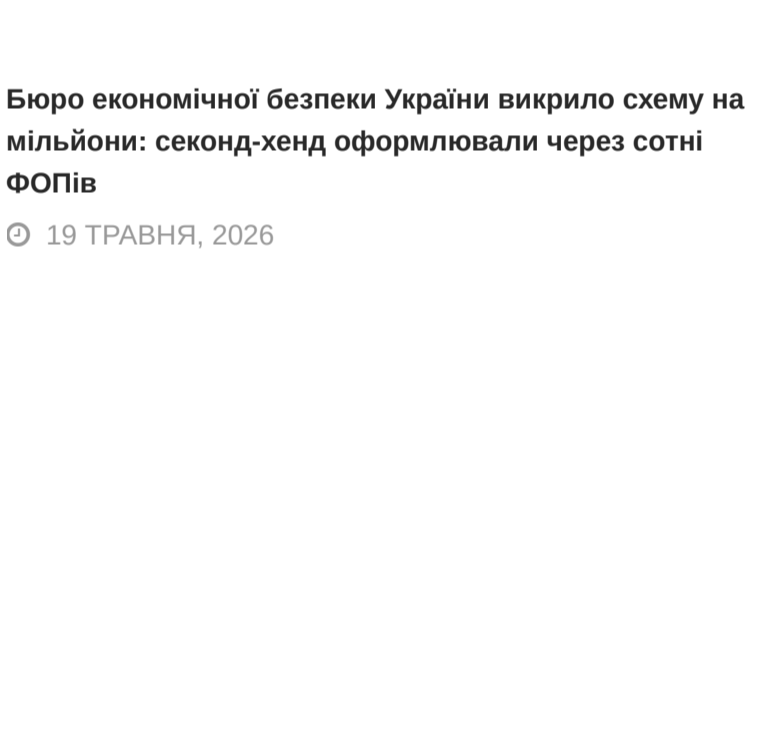 Бюро економічної безпеки України викрило схему на
мільйони: секонд-хенд оформлювали через сотні
ФОПів
19 ТРАВНЯ, 2026